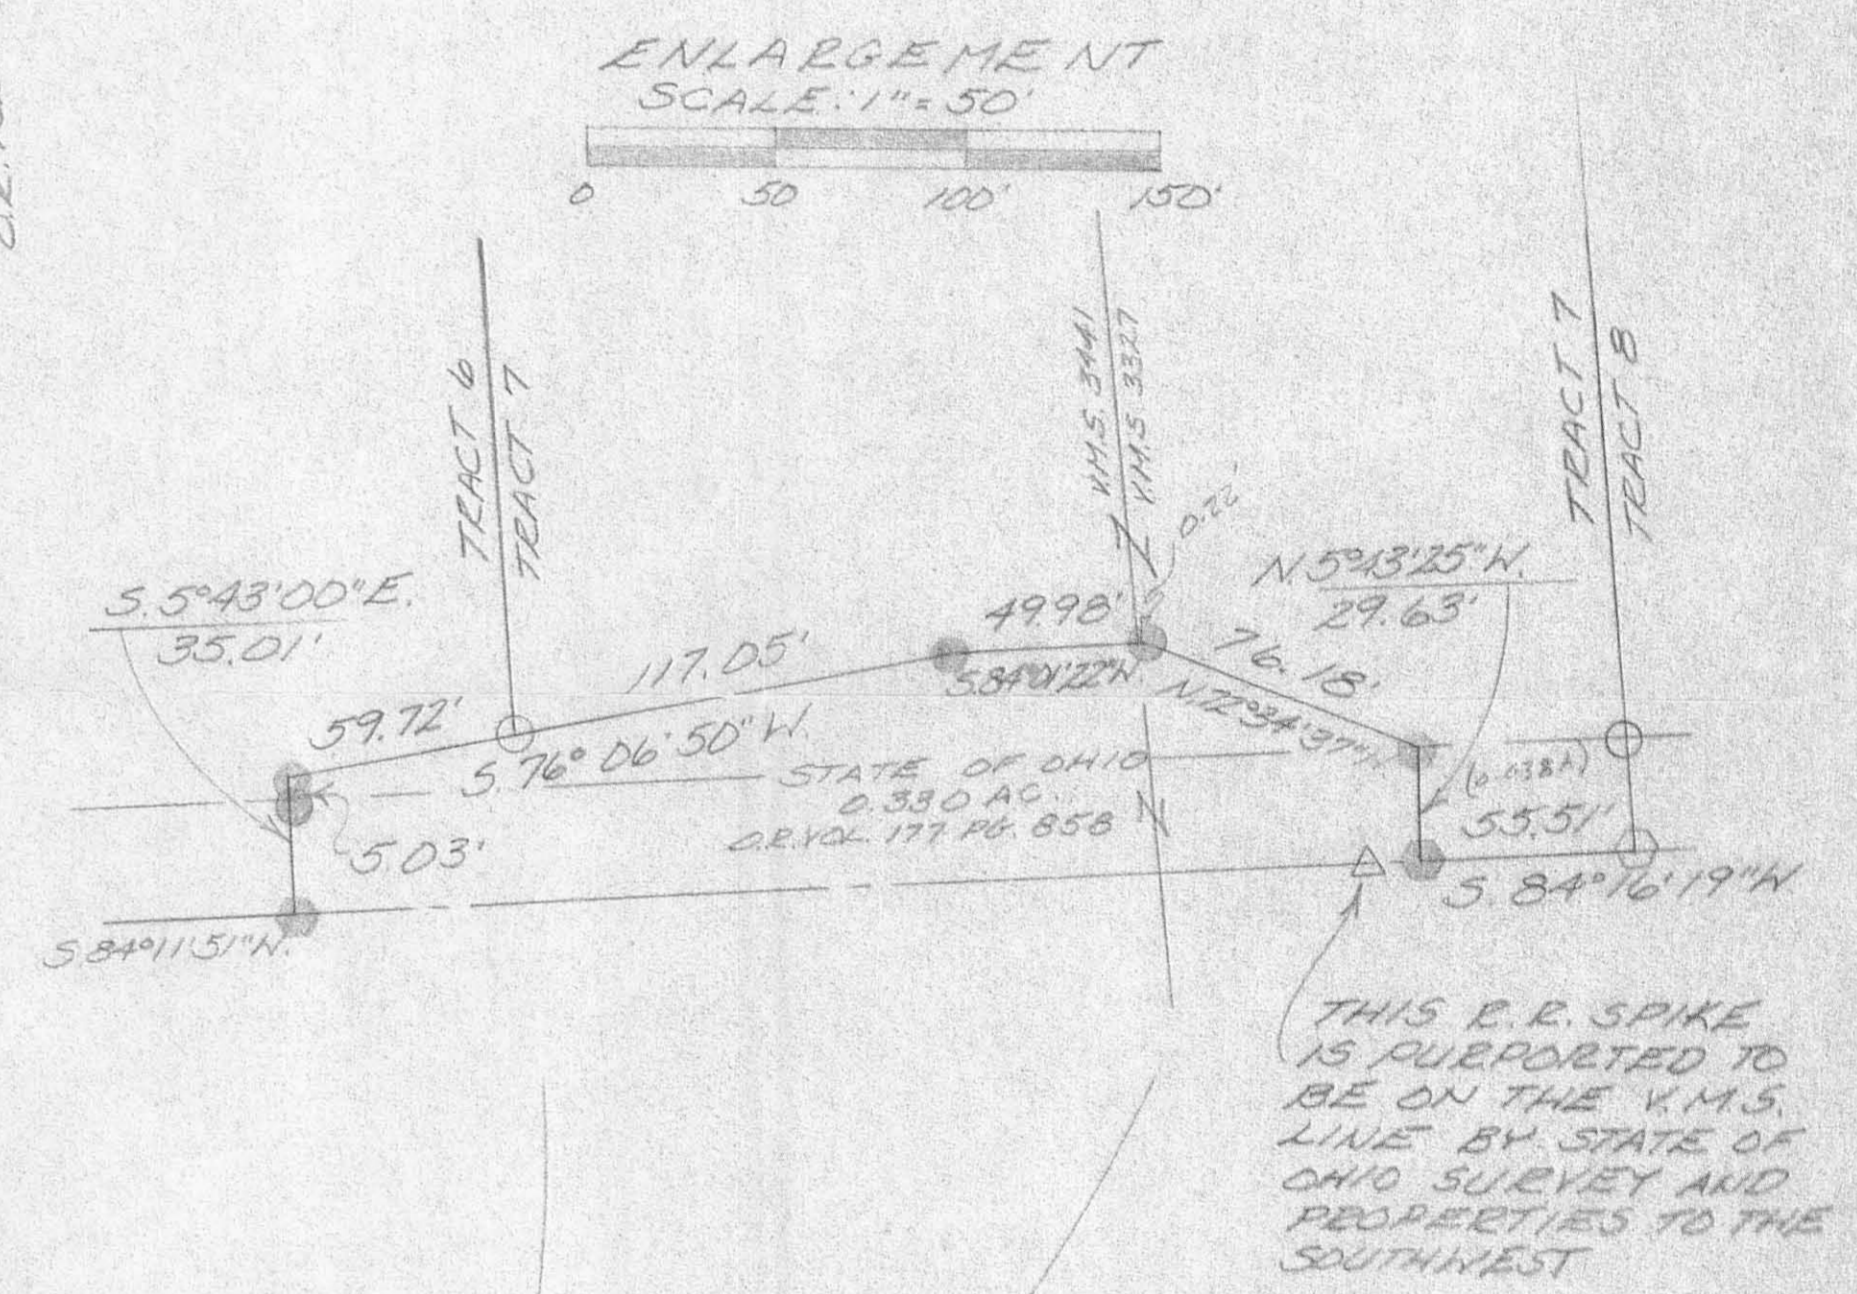 ENLARGEMENT
SCALE: 1" = 50'
0 50 100' 150'
TRACT 6
TRACT 7
V.M.S. 3441
V.M.S 3327
TRACT 7
TRACT 8
0.22'
S. 5°43'00" E.
35.01'
N. 5°43'25" W.
29.63'
59.72'
117.05'
S. 76° 06' 50" W.
49.98'
S.84°01'22"W.
76.18'
N.72°34'37"
5.03'
STATE OF OHIO
0.330 AC.
O.R. VOL. 177 PG. 858
(0.038A)
55.51'
S. 84°16'19"W
S 84°11'51"W.
THIS R.R. SPIKE
IS PURPORTED TO
BE ON THE V.M.S.
LINE BY STATE OF
OHIO SURVEY AND
PROPERTIES TO THE
SOUTHWEST